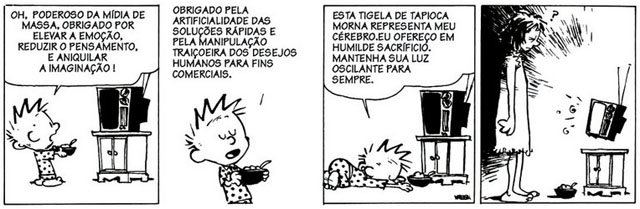 OH, PODEROSO DA MÍDIA DE
MASSA, OBRIGADO POR
ELEVAR A EMOÇÃO,
REDUZIR O PENSAMENTO,
E ANIQUILAR
A IMAGINAÇÃO !
OBRIGADO PELA
ARTIFICIALIDADE DAS
SOLUÇÕES RÁPIDAS E
PELA MANIPULAÇÃO
TRAIÇOEIRA DOS DESEJOS
HUMANOS PARA FINS
COMERCIAIS.
ESTA TIGELA DE TAPIOCA
MORNA REPRESENTA MEU
CÉREBRO.EU OFEREÇO EM
HUMILDE SACRÍFICIO.
MANTENHA SUA LUZ
OSCILANTE PARA
SEMPRE.
?